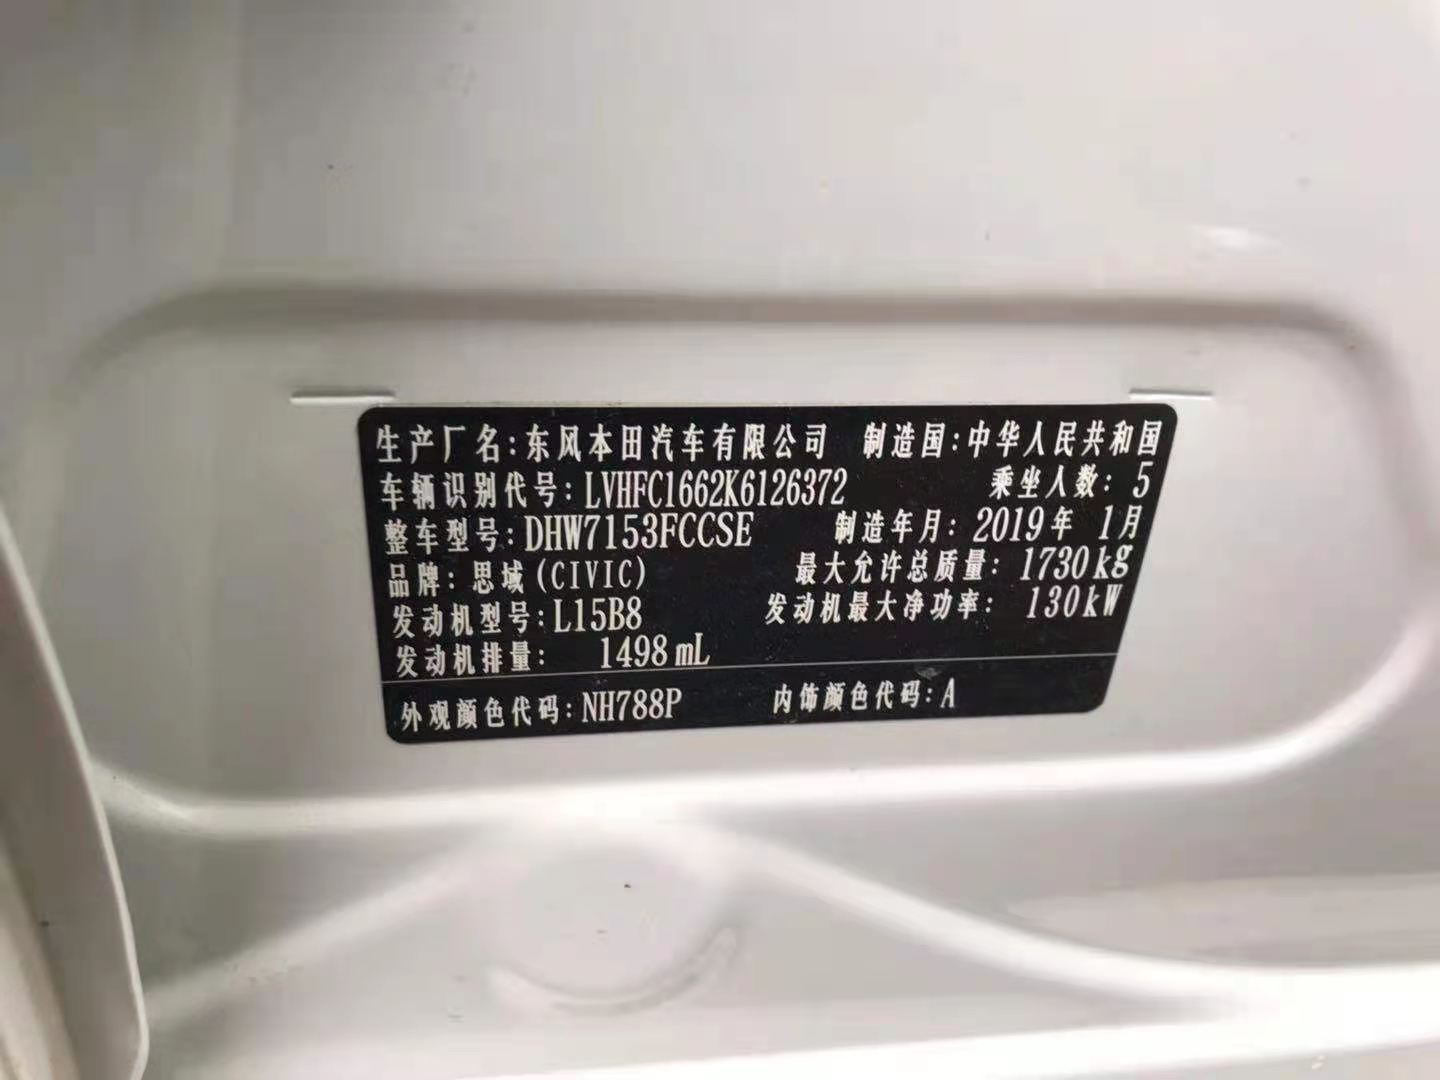 生产厂名:东风本田汽车有限公司 制造国:中华人民共和国
车辆识别代号:LVHFC1662K6126372 乘坐人数:5
整车型号:DHW7153FCCSE 制造年月:2019年1月
品牌:思域(CIVIC) 最大允许总质量:1730kg
发动机型号:L15B8 发动机最大净功率:130kW
发动机排量:1498mL
外观颜色代码:NH788P 内饰颜色代码:A